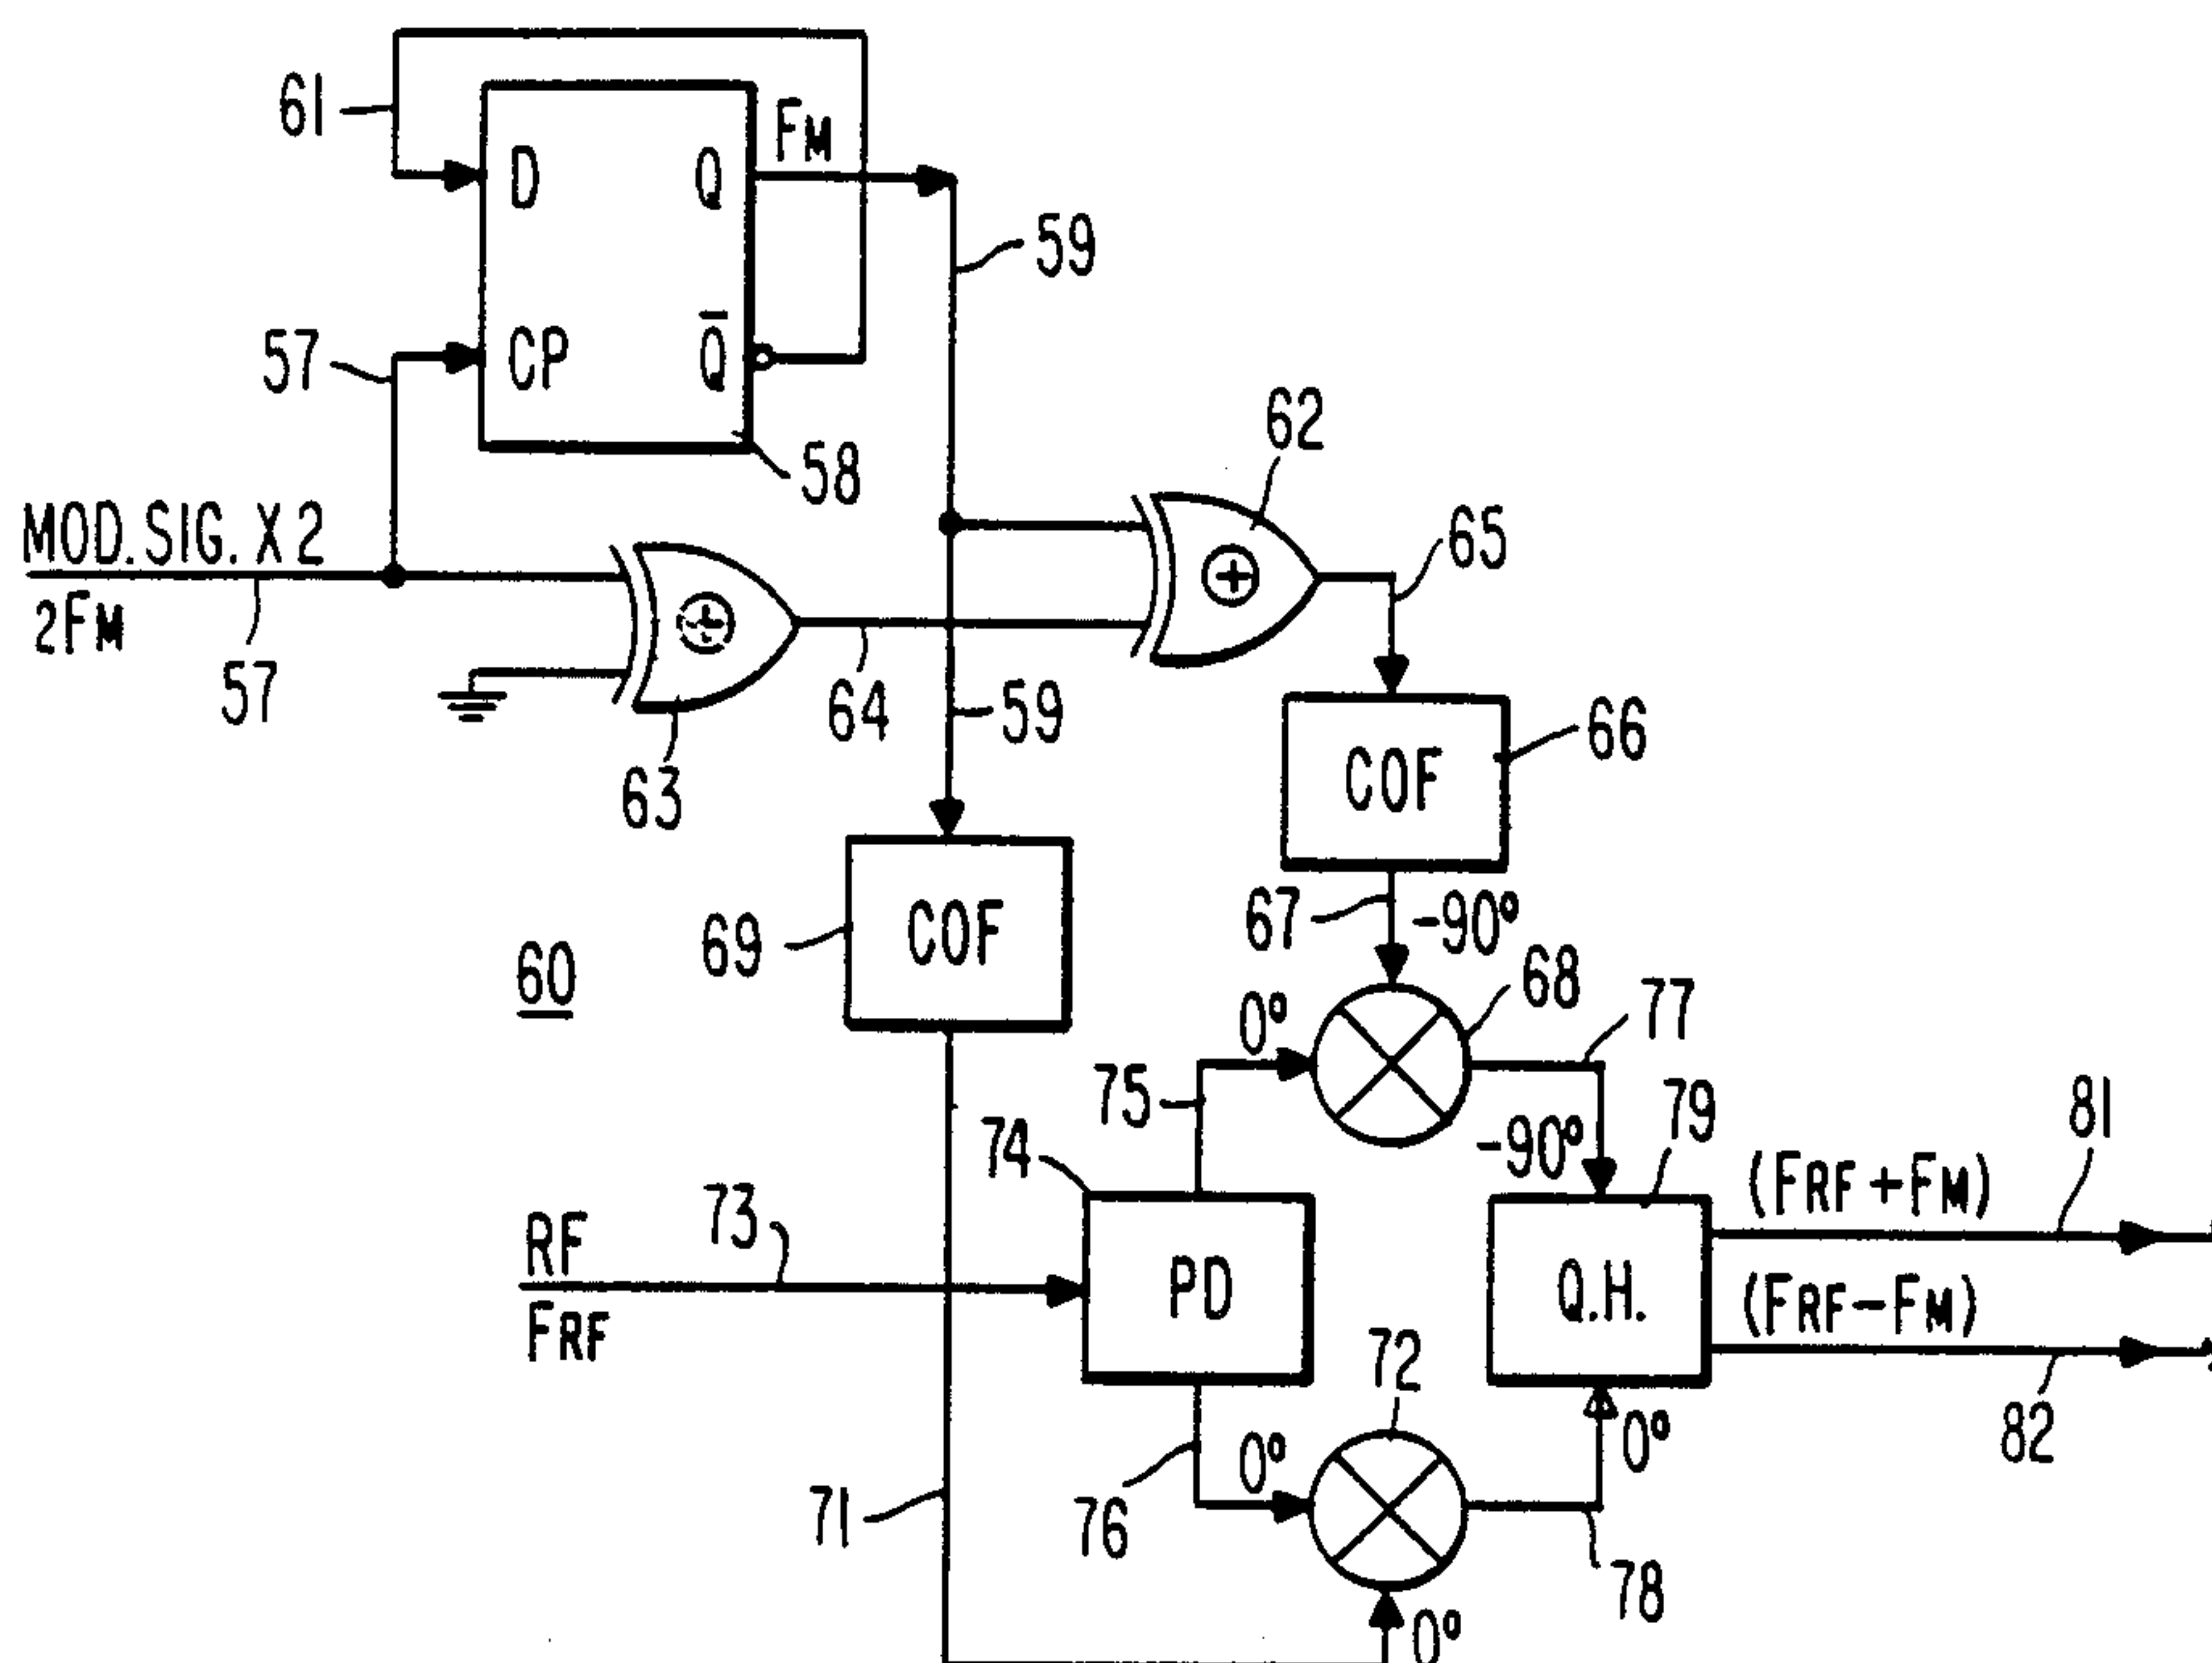 61
FM
D
Q
59
57
CP
Q̅
62
58
MOD. SIG. X 2
65
2FM
57
64
59
66
63
COF
67
-90°
69
COF
68
60
0°
77
75
79
81
74
-90°
(FRF + FM)
73
RF
PD
Q.H.
(FRF - FM)
FRF
72
0°
82
0°
71
76
78
0°